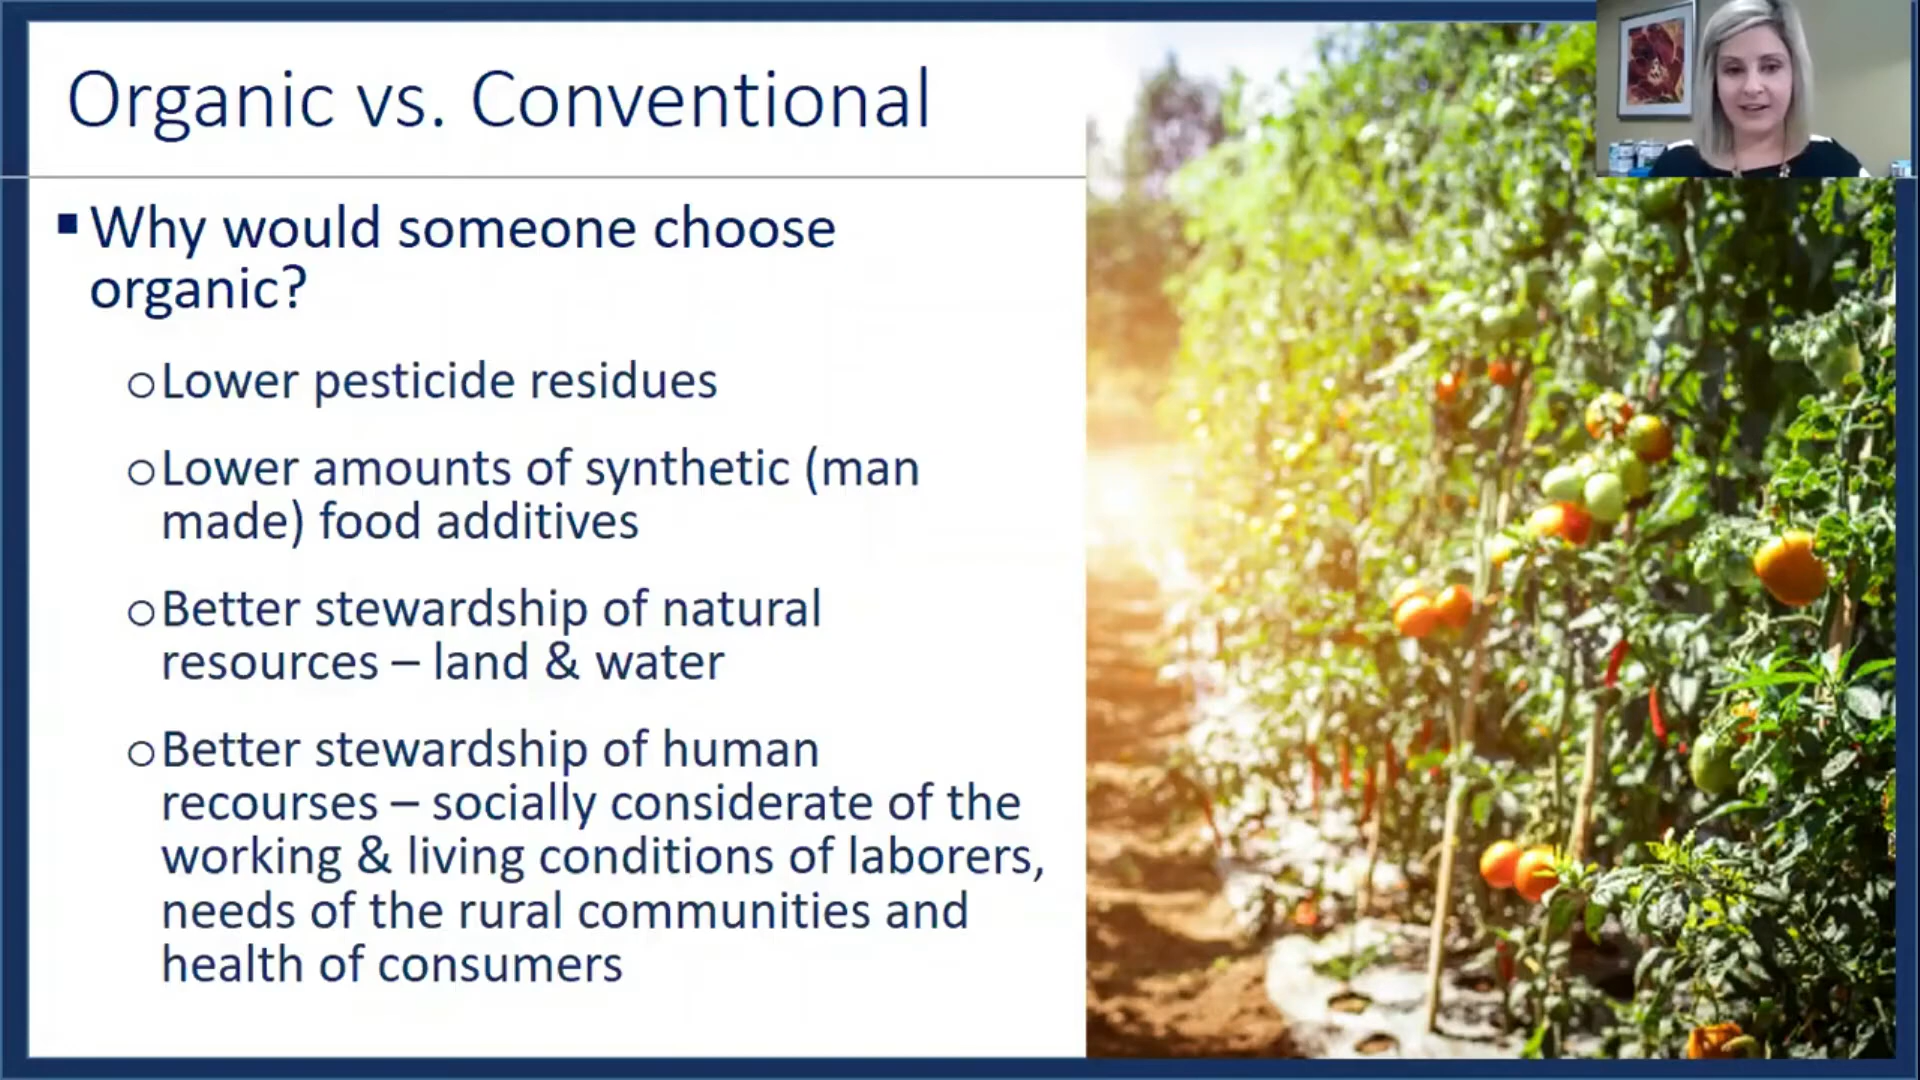 Organic vs. Conventional
▪ Why would someone choose
organic?
o Lower pesticide residues
o Lower amounts of synthetic (man
made) food additives
o Better stewardship of natural
resources – land & water
o Better stewardship of human
recourses – socially considerate of the
working & living conditions of laborers,
needs of the rural communities and
health of consumers